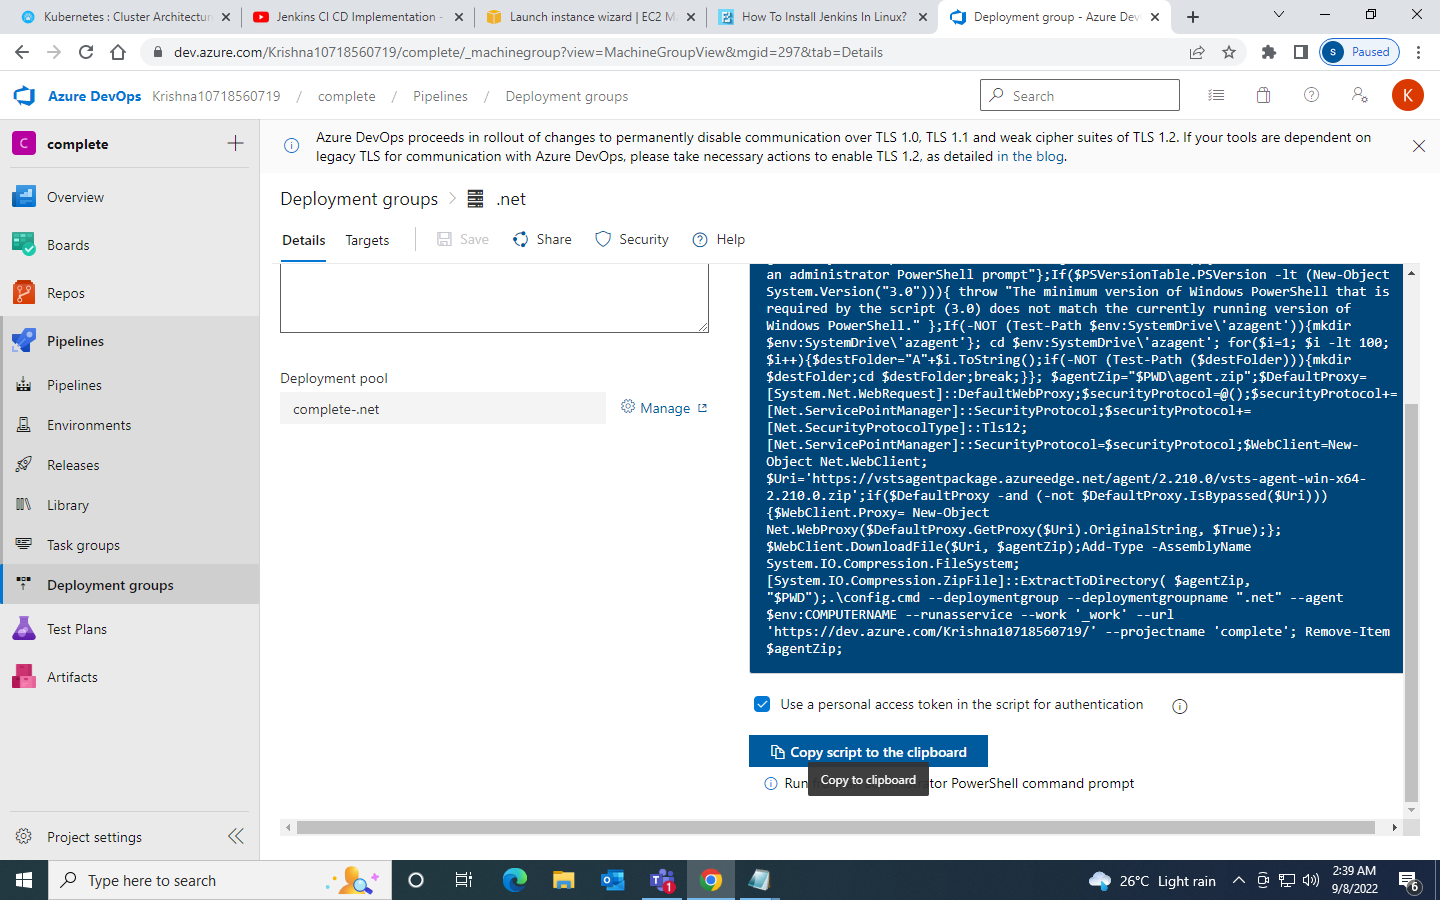 Kubernetes : Cluster Architectur
Jenkins CI CD Implementation -
Launch instance wizard | EC2 M
How To Install Jenkins In Linux?
Deployment group - Azure Dev
dev.azure.com/Krishna10718560719/complete/_machinegroup?view=MachineGroupView&mgid=297&tab=Details
s Paused
Azure DevOps Krishna10718560719 / complete / Pipelines / Deployment groups
Search
K
C complete
Azure DevOps proceeds in rollout of changes to permanently disable communication over TLS 1.0, TLS 1.1 and weak cipher suites of TLS 1.2. If your tools are dependent on
legacy TLS for communication with Azure DevOps, please take necessary actions to enable TLS 1.2, as detailed in the blog.
Overview
Boards
Repos
Pipelines
Pipelines
Environments
Releases
Library
Task groups
Deployment groups
Test Plans
Artifacts
Project settings
Deployment groups > .net
Details Targets Save Share Security Help
Deployment pool
complete-.net
Manage
an administrator PowerShell prompt"};If($PSVersionTable.PSVersion -lt (New-Object
System.Version("3.0"))){ throw "The minimum version of Windows PowerShell that is
required by the script (3.0) does not match the currently running version of
Windows PowerShell." };If(-NOT (Test-Path $env:SystemDrive\'azagent')){mkdir
$env:SystemDrive\'azagent'}; cd $env:SystemDrive\'azagent'; for($i=1; $i -lt 100;
$i++){$destFolder="A"+$i.ToString();if(-NOT (Test-Path ($destFolder))){mkdir
$destFolder;cd $destFolder;break;}}; $agentZip="$PWD\agent.zip";$DefaultProxy=
[System.Net.WebRequest]::DefaultWebProxy;$securityProtocol=@();$securityProtocol+=
[Net.ServicePointManager]::SecurityProtocol;$securityProtocol+=
[Net.SecurityProtocolType]::Tls12;
[Net.ServicePointManager]::SecurityProtocol=$securityProtocol;$WebClient=New-
Object Net.WebClient;
$Uri='https://vstsagentpackage.azureedge.net/agent/2.210.0/vsts-agent-win-x64-
2.210.0.zip';if($DefaultProxy -and (-not $DefaultProxy.IsBypassed($Uri)))
{$WebClient.Proxy= New-Object
Net.WebProxy($DefaultProxy.GetProxy($Uri).OriginalString, $True);};
$WebClient.DownloadFile($Uri, $agentZip);Add-Type -AssemblyName
System.IO.Compression.FileSystem;
[System.IO.Compression.ZipFile]::ExtractToDirectory( $agentZip,
"$PWD");.\config.cmd --deploymentgroup --deploymentgroupname ".net" --agent
$env:COMPUTERNAME --runasservice --work '_work' --url
'https://dev.azure.com/Krishna10718560719/' --projectname 'complete'; Remove-Item
$agentZip;
Use a personal access token in the script for authentication
Copy script to the clipboard
Copy to clipboard
Run tor PowerShell command prompt
Type here to search
1
26°C Light rain
2:39 AM
9/8/2022
6